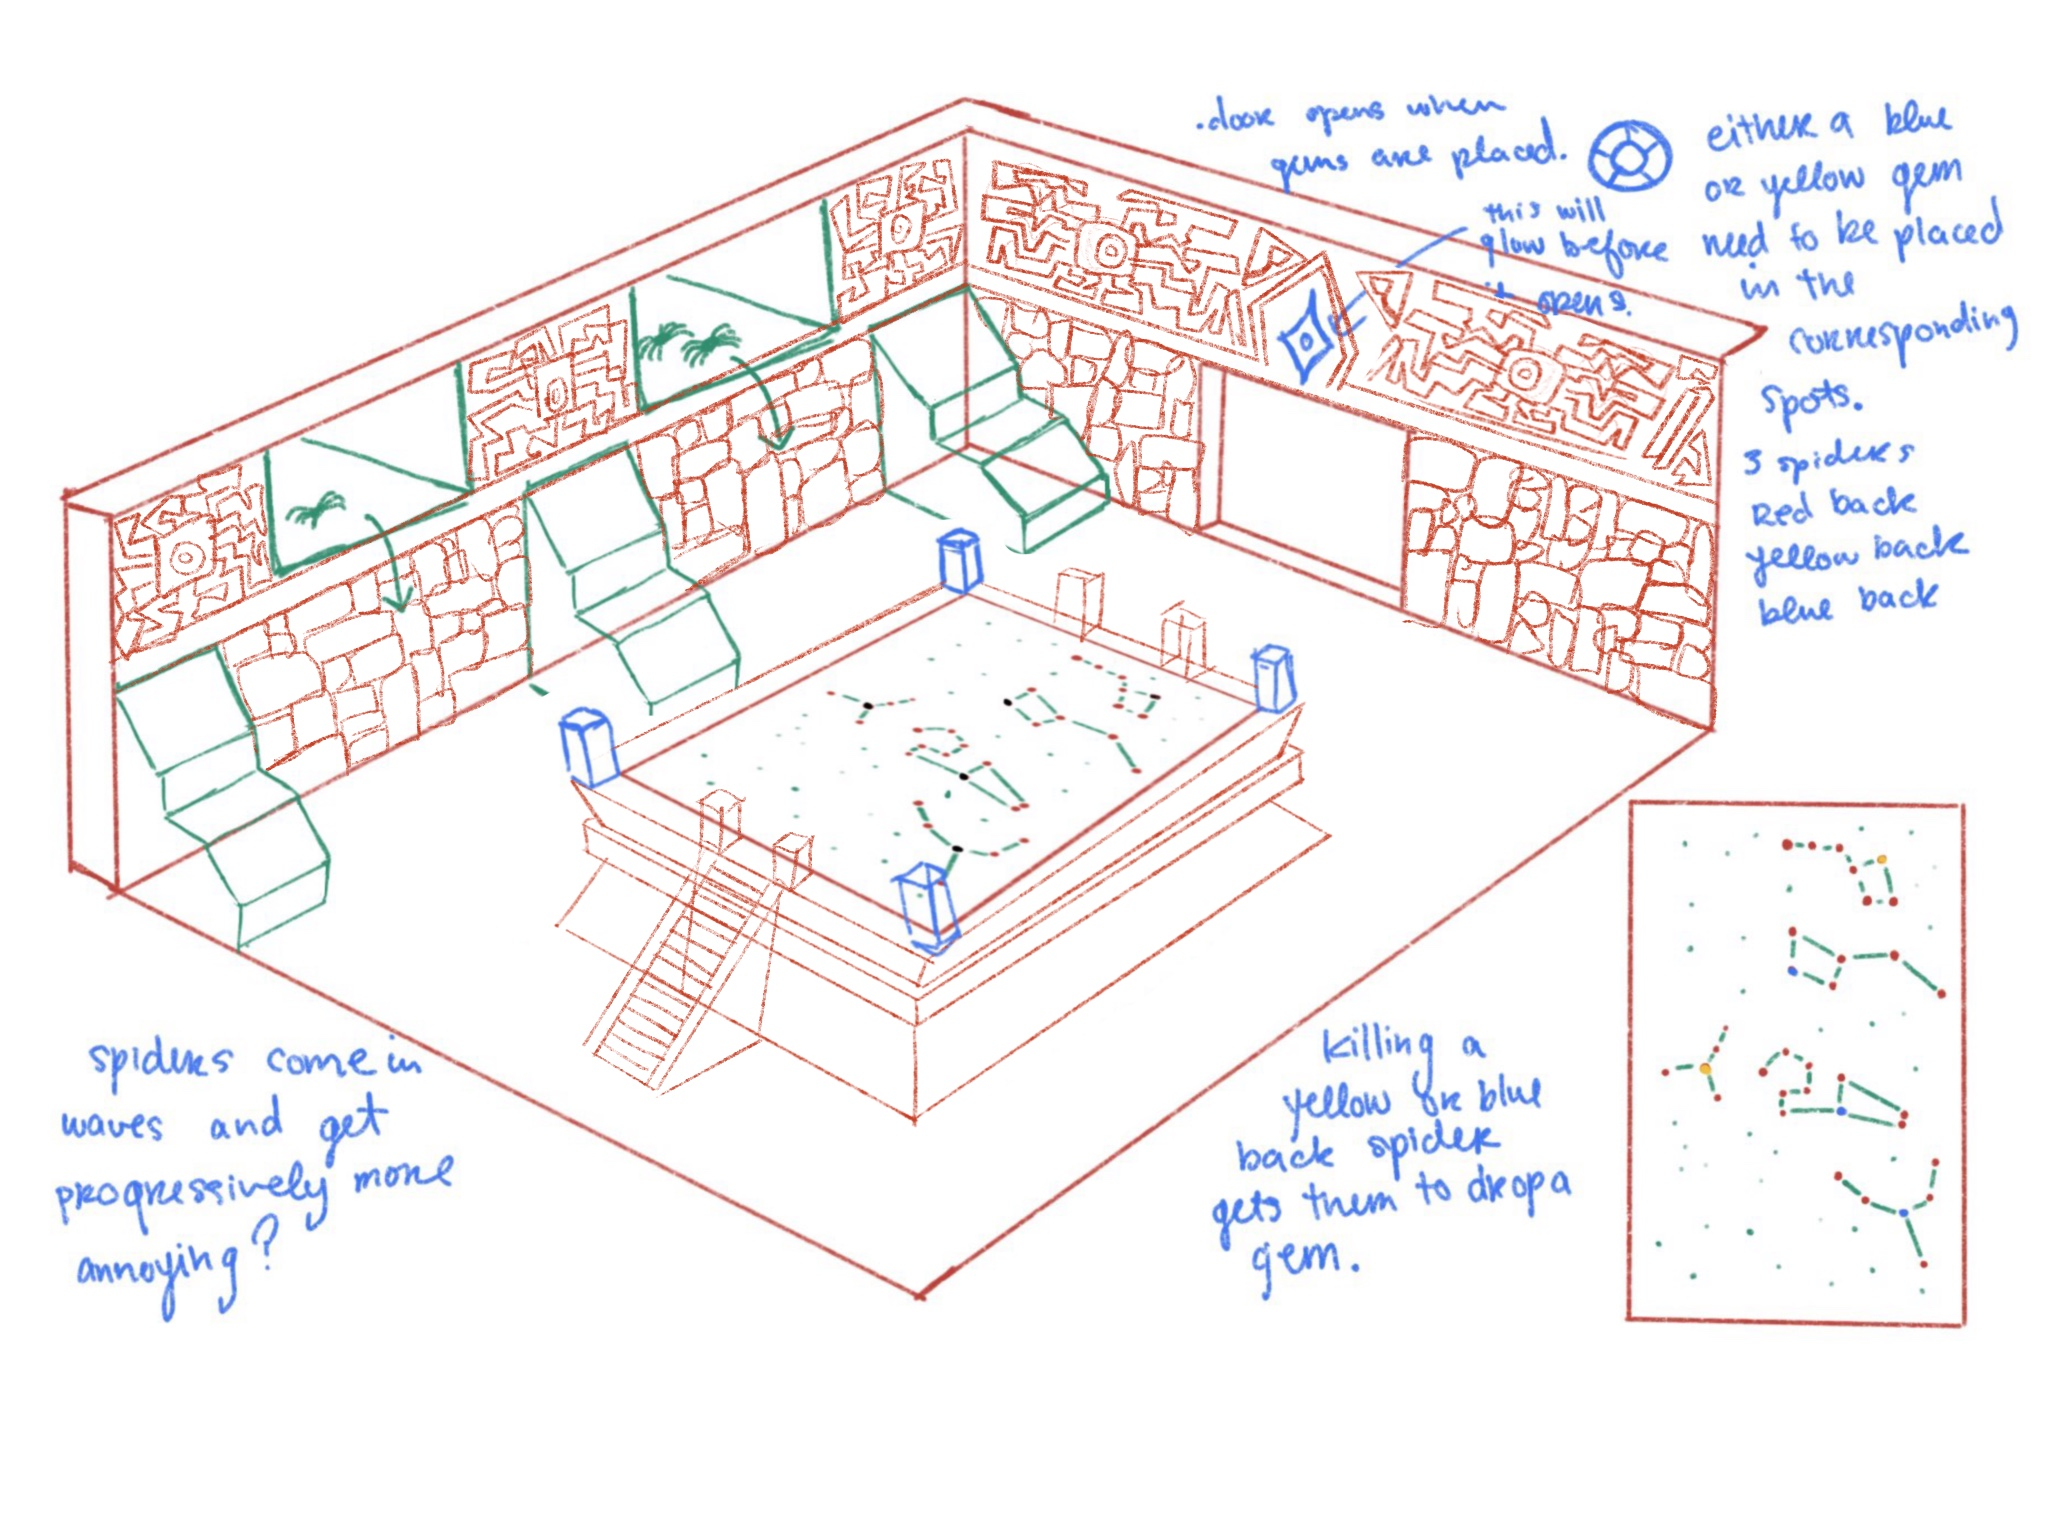 .door opens when
gems are placed.
this will
glow before
it opens.
either a blue
or yellow gem
need to be placed
in the
corresponding
spots.
3 spiders
Red back
yellow back
blue back
spiders come in
waves and get
progressively more
annoying?
killing a
yellow or blue
back spider
gets them to drop a
gem.